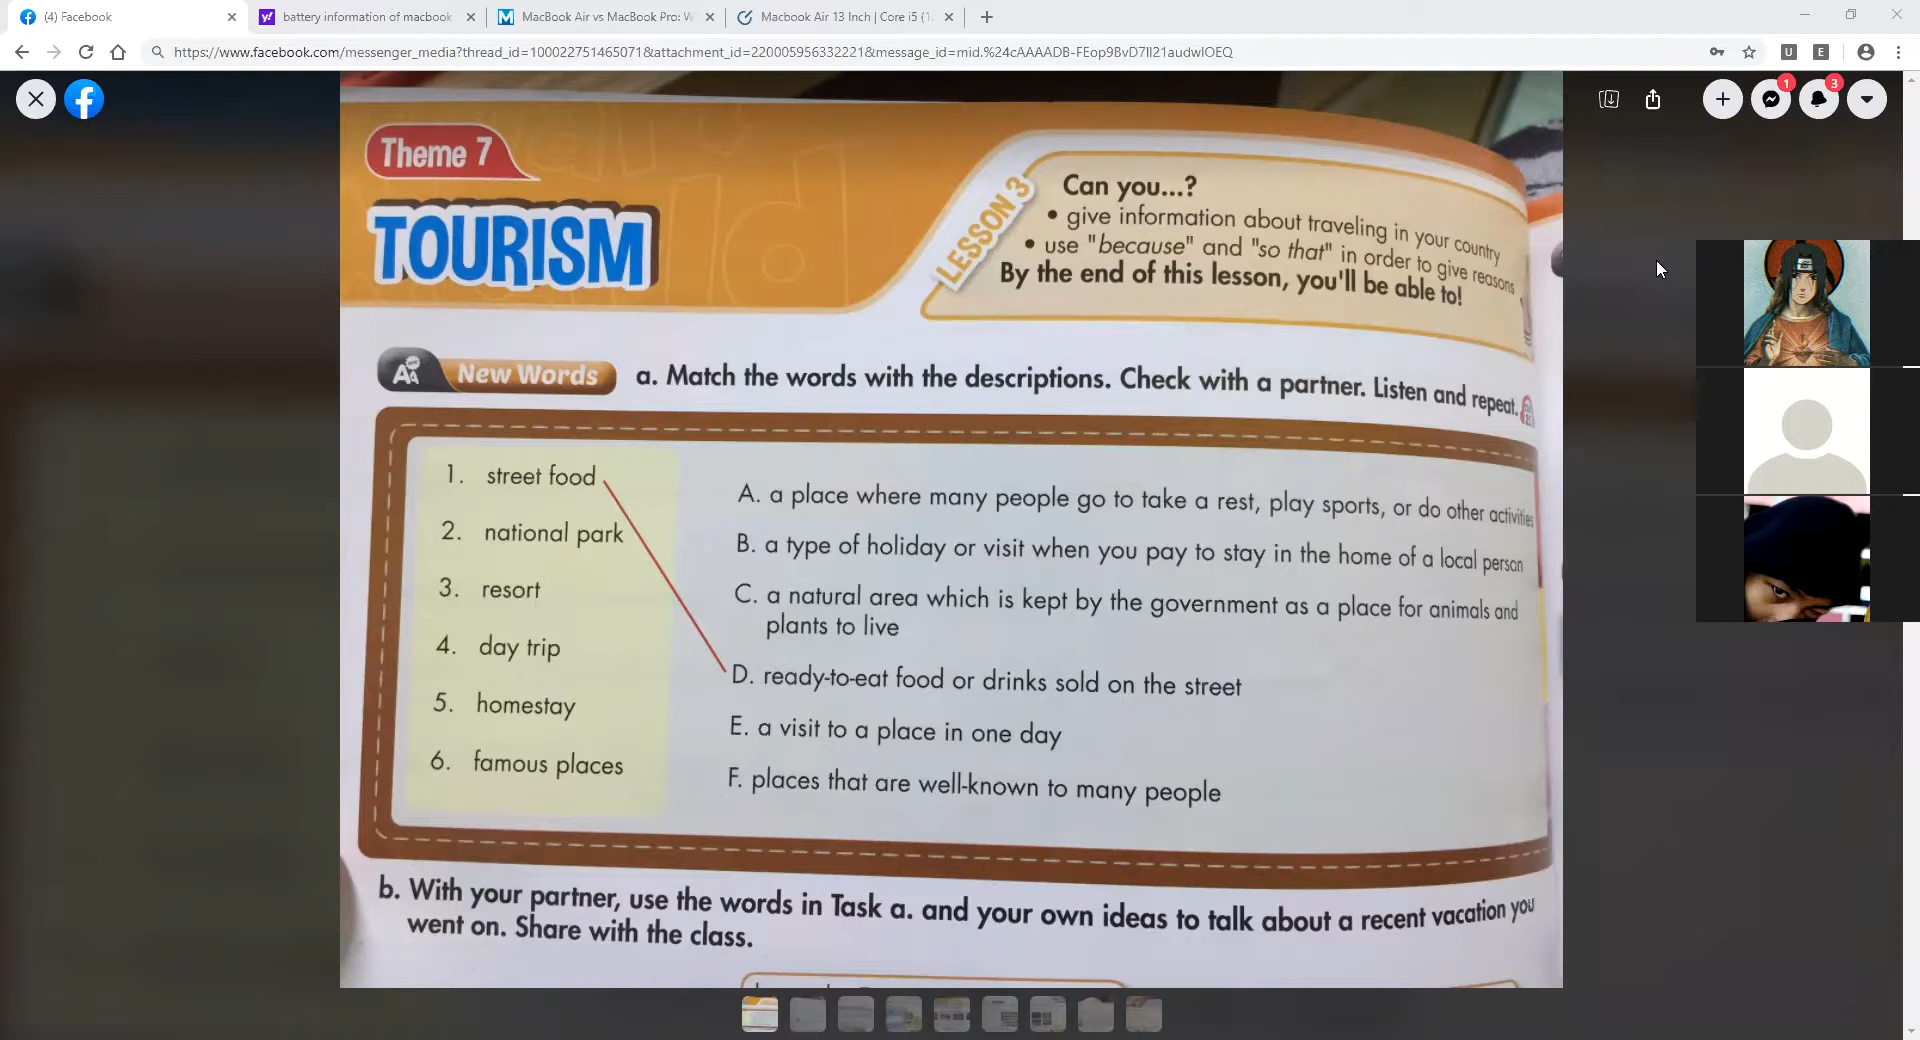 (4) Facebook
battery information of macbook
MacBook Air vs MacBook Pro: W
Macbook Air 13 Inch | Core i5 (1.
https://www.facebook.com/messenger_media?thread_id=100022751465071&attachment_id=220005956332221&message_id=mid.%24cAAAADB-FEop9BvD7lI21audwIOEQ
U
E
1
3
Theme 7
TOURISM
LESSON 3
Can you...?
• give information about traveling in your country
• use "because" and "so that" in order to give reasons
By the end of this lesson, you'll be able to!
New Words
a. Match the words with the descriptions. Check with a partner. Listen and repeat.
1. street food
2. national park
3. resort
4. day trip
5. homestay
6. famous places
A. a place where many people go to take a rest, play sports, or do other activities
B. a type of holiday or visit when you pay to stay in the home of a local person
C. a natural area which is kept by the government as a place for animals and
plants to live
D. ready-to-eat food or drinks sold on the street
E. a visit to a place in one day
F. places that are well-known to many people
b. With your partner, use the words in Task a. and your own ideas to talk about a recent vacation you
went on. Share with the class.